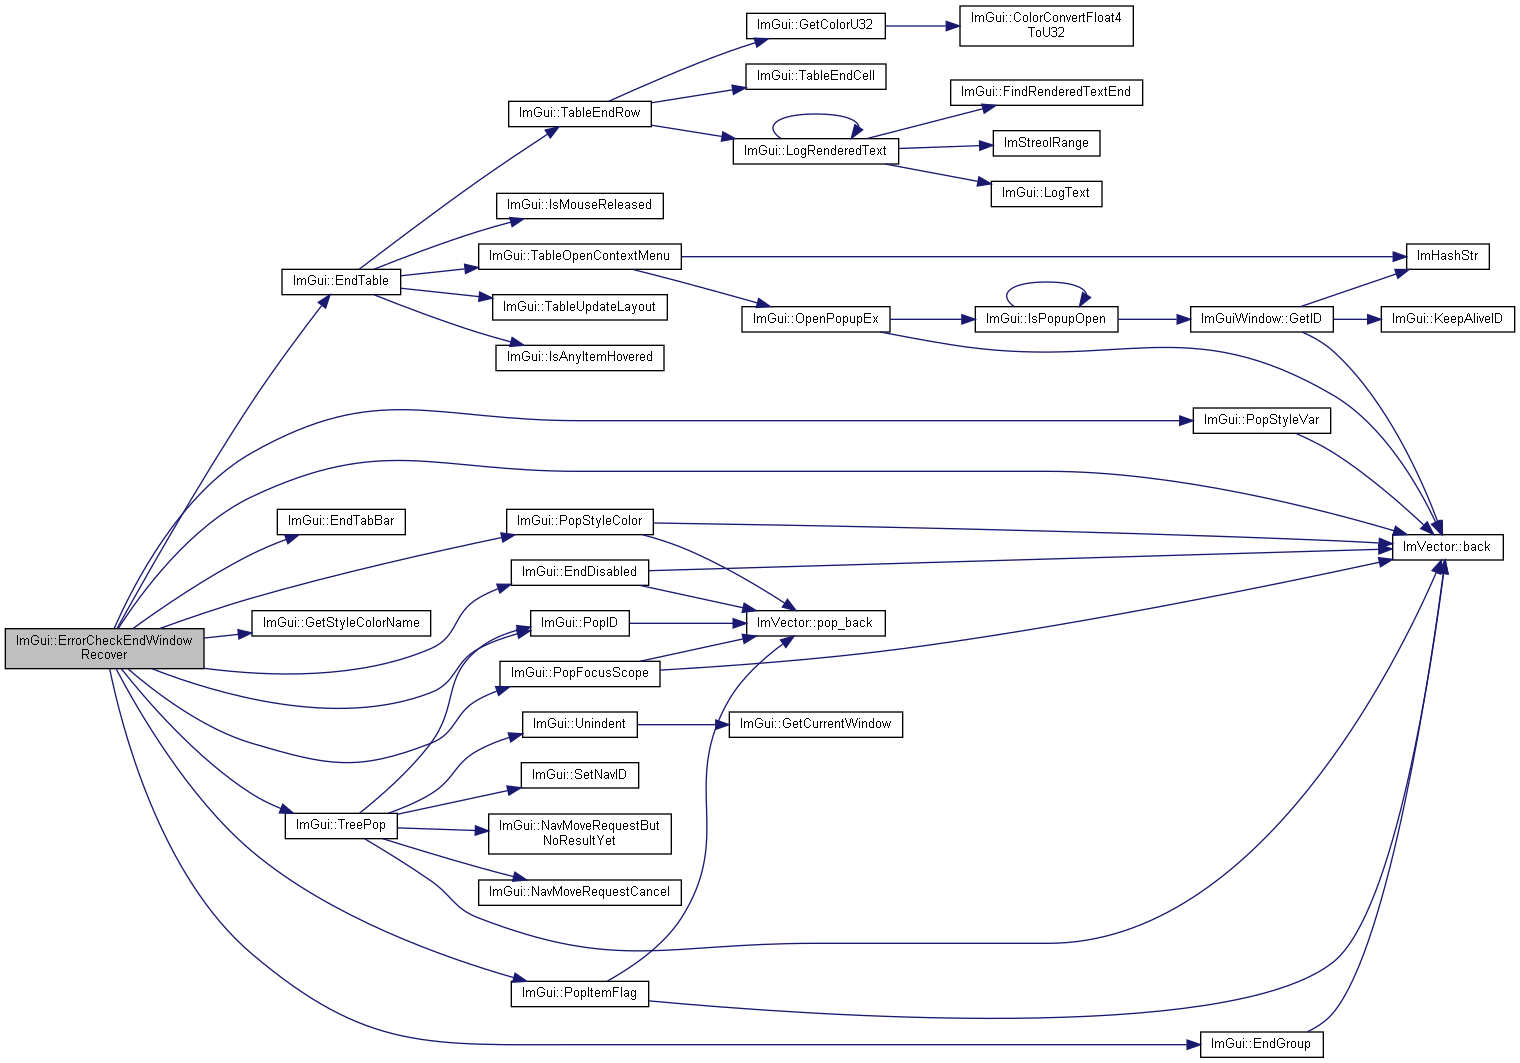 ImGui::GetColorU32
ImGui::ColorConvertFloat4
ToU32
ImGui::TableEndCell
ImGui::FindRenderedTextEnd
ImGui::TableEndRow
ImGui::LogRenderedText
ImStreolRange
ImGui::LogText
ImGui::IsMouseReleased
ImGui::TableOpenContextMenu
ImHashStr
ImGui::EndTable
ImGui::TableUpdateLayout
ImGui::OpenPopupEx
ImGui::IsPopupOpen
ImGuiWindow::GetID
ImGui::KeepAliveID
ImGui::IsAnyItemHovered
ImGui::PopStyleVar
ImGui::EndTabBar
ImGui::PopStyleColor
ImVector::back
ImGui::EndDisabled
ImGui::GetStyleColorName
ImGui::PopID
ImVector::pop_back
ImGui::ErrorCheckEndWindow
Recover
ImGui::PopFocusScope
ImGui::Unindent
ImGui::GetCurrentWindow
ImGui::SetNavID
ImGui::TreePop
ImGui::NavMoveRequestBut
NoResultYet
ImGui::NavMoveRequestCancel
ImGui::PopItemFlag
ImGui::EndGroup